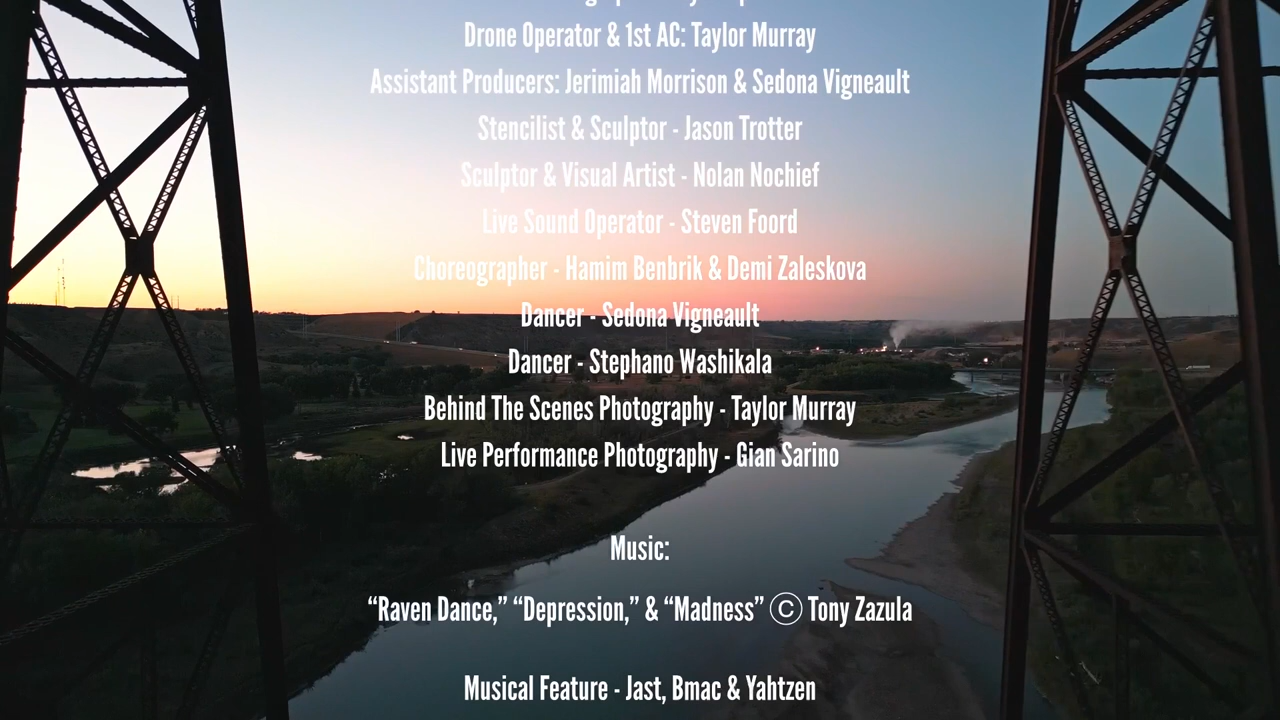 Drone Operator & 1st AC: Taylor Murray
Assistant Producers: Jerimiah Morrison & Sedona Vigneault
Stencilist & Sculptor - Jason Trotter
Sculptor & Visual Artist - Nolan Nochief
Live Sound Operator - Steven Foord
Choreographer - Hamim Benbrik & Demi Zaleskova
Dancer - Sedona Vigneault
Dancer - Stephano Washikala
Behind The Scenes Photography - Taylor Murray
Live Performance Photography - Gian Sarino
Music:
“Raven Dance,” “Depression,” & “Madness” Ⓒ Tony Zazula
Musical Feature - Jast, Bmac & Yahtzen